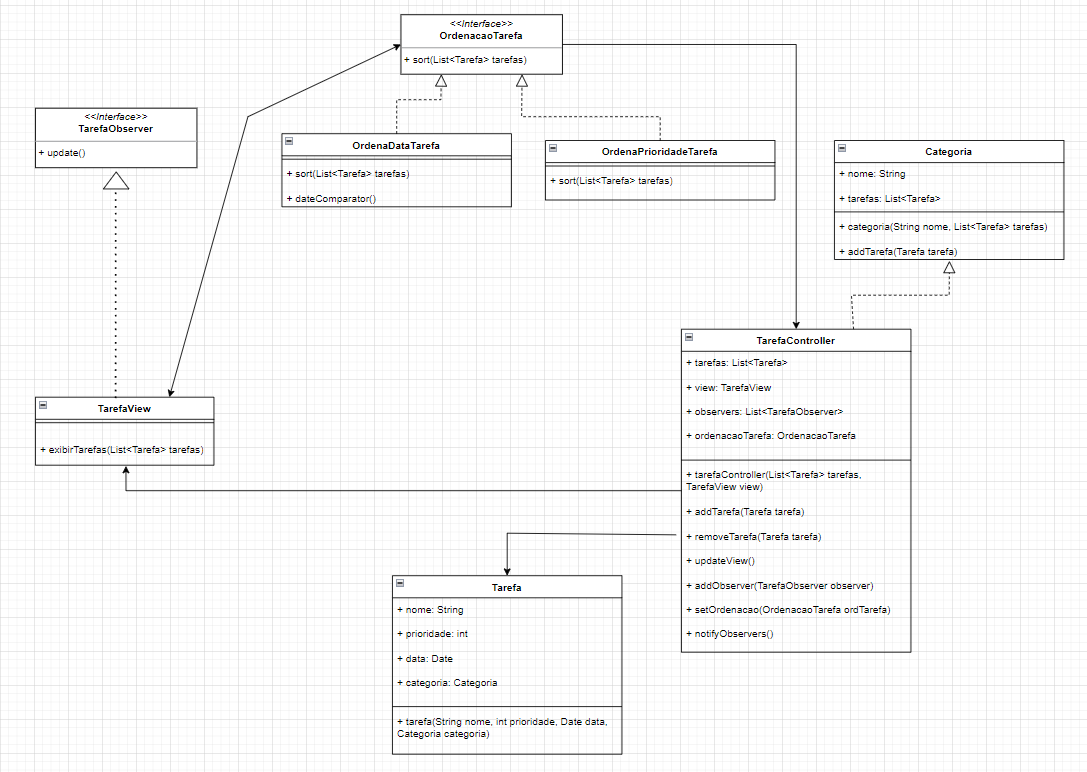 <<Interface>>
OrdenacaoTarefa
+ sort(List<Tarefa> tarefas)
<<Interface>>
TarefaObserver
+ update()
OrdenaDataTarefa
+ sort(List<Tarefa> tarefas)
+ dateComparator()
OrdenaPrioridadeTarefa
+ sort(List<Tarefa> tarefas)
Categoria
+ nome: String
+ tarefas: List<Tarefa>
+ categoria(String nome, List<Tarefa> tarefas)
+ addTarefa(Tarefa tarefa)
TarefaController
+ tarefas: List<Tarefa>
+ view: TarefaView
+ observers: List<TarefaObserver>
+ ordenacaoTarefa: OrdenacaoTarefa
+ tarefaController(List<Tarefa> tarefas,
TarefaView view)
+ addTarefa(Tarefa tarefa)
+ removeTarefa(Tarefa tarefa)
+ updateView()
+ addObserver(TarefaObserver observer)
+ setOrdenacao(OrdenacaoTarefa ordTarefa)
+ notifyObservers()
TarefaView
+ exibirTarefas(List<Tarefa> tarefas)
Tarefa
+ nome: String
+ prioridade: int
+ data: Date
+ categoria: Categoria
+ tarefa(String nome, int prioridade, Date data,
Categoria categoria)